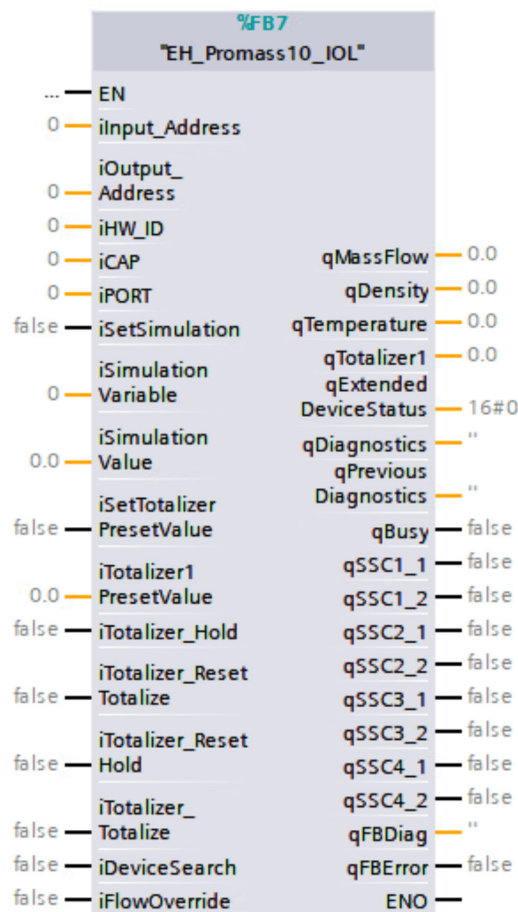 %FB7
"EH_Promass10_IOL"
... EN
0 iInput_Address
iOutput_
0 Address
0 iHW_ID
0 iCAP
0 iPORT
false iSetSimulation
iSimulation
0 Variable
iSimulation
0.0 Value
iSetTotalizer
false PresetValue
iTotalizer1
0.0 PresetValue
false iTotalizer_Hold
iTotalizer_Reset
false Totalize
iTotalizer_Reset
false Hold
iTotalizer_
false Totalize
false iDeviceSearch
false iFlowOverride
qMassFlow 0.0
qDensity 0.0
qTemperature 0.0
qTotalizer1 0.0
qExtended
DeviceStatus 16#0
qDiagnostics ''
qPrevious
Diagnostics ''
qBusy false
qSSC1_1 false
qSSC1_2 false
qSSC2_1 false
qSSC2_2 false
qSSC3_1 false
qSSC3_2 false
qSSC4_1 false
qSSC4_2 false
qFBDiag ''
qFBError false
ENO